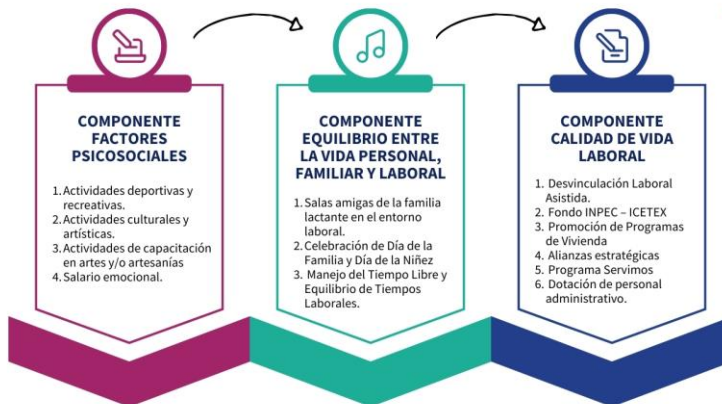 COMPONENTE
FACTORES
PSICOSOCIALES
1. Actividades deportivas y
recreativas.
2. Actividades culturales y
artísticas.
3. Actividades de capacitación
en artes y/o artesanías
4. Salario emocional.
COMPONENTE
EQUILIBRIO ENTRE
LA VIDA PERSONAL,
FAMILIAR Y LABORAL
1. Salas amigas de la familia
lactante en el entorno
laboral.
2. Celebración de Día de la
Familia y Día de la Niñez
3. Manejo del Tiempo Libre y
Equilibrio de Tiempos
Laborales.
COMPONENTE
CALIDAD DE VIDA
LABORAL
1. Desvinculación Laboral
Asistida.
2. Fondo INPEC – ICETEX
3. Promoción de Programas
de Vivienda
4. Alianzas estratégicas
5. Programa Servimos
6. Dotación de personal
administrativo.